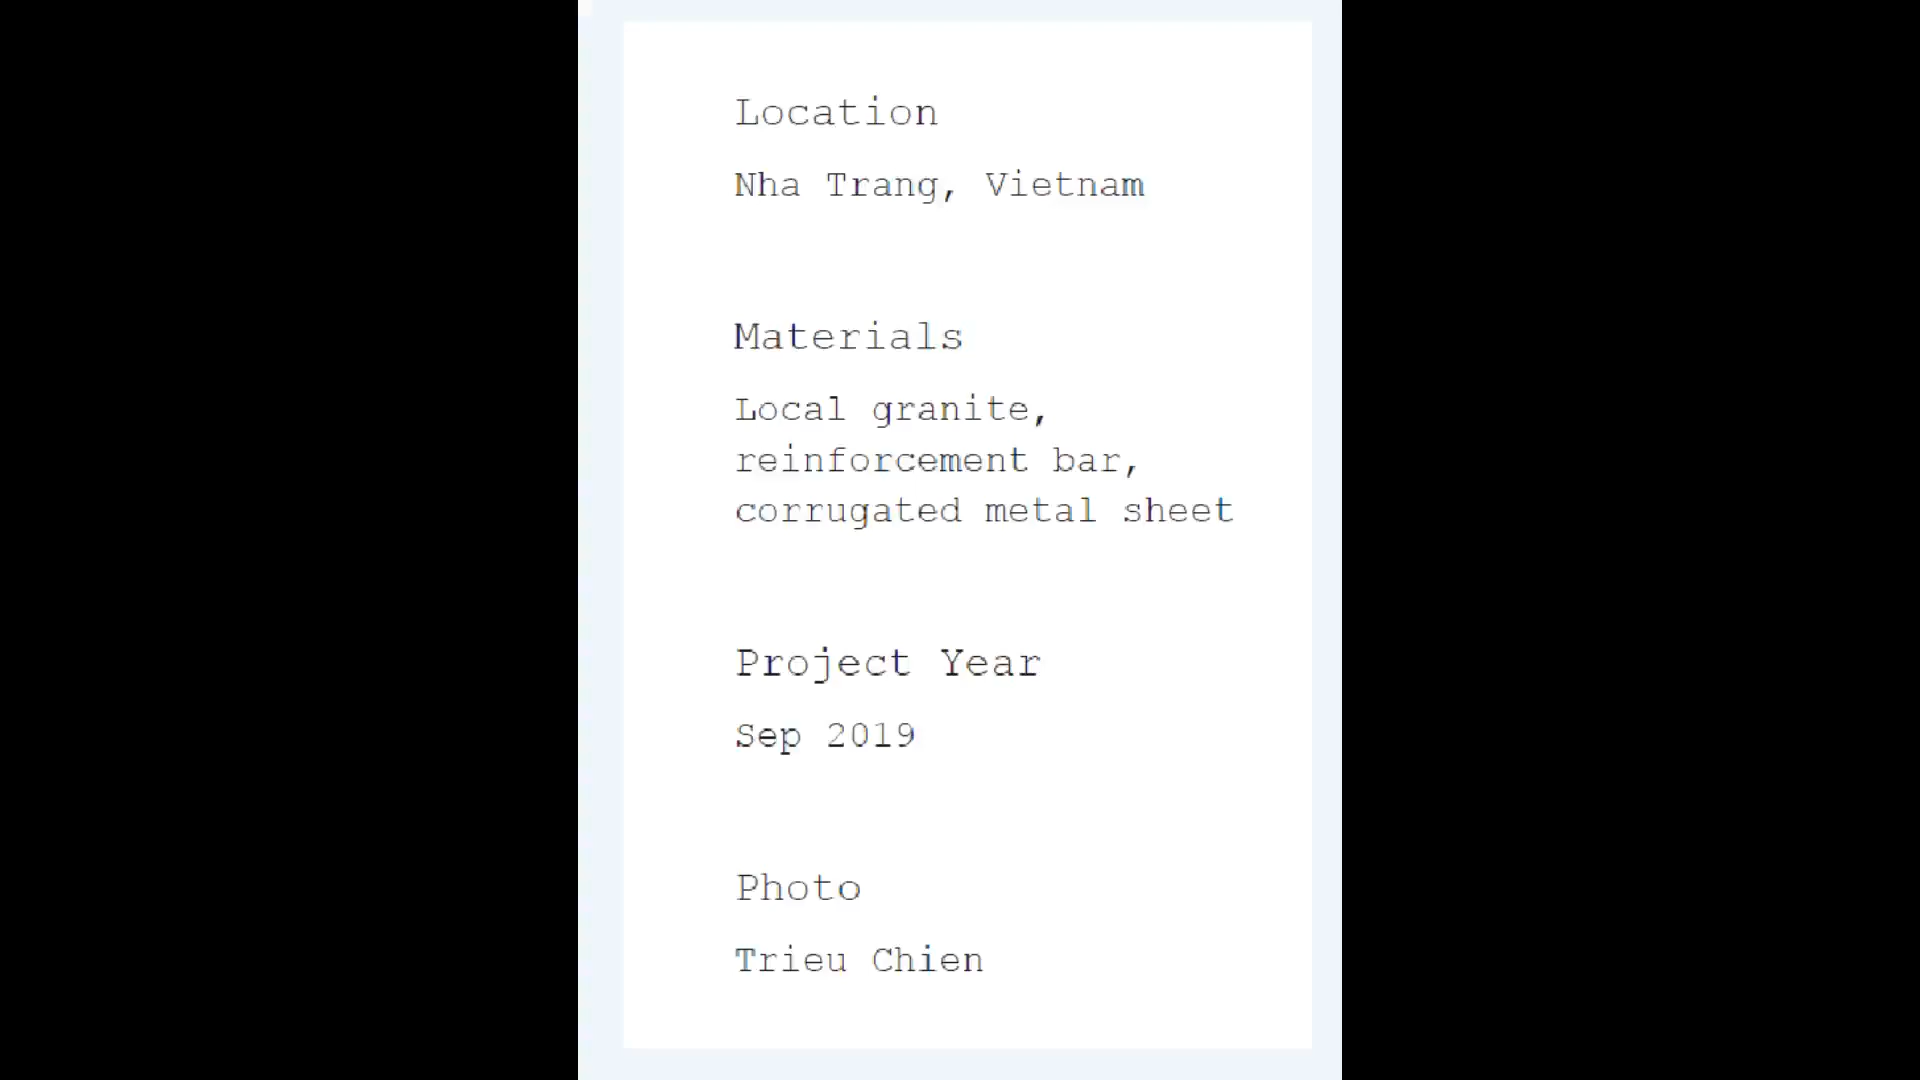 Location
Nha Trang, Vietnam
Materials
Local granite,
reinforcement bar,
corrugated metal sheet
Project Year
Sep 2019
Photo
Trieu Chien